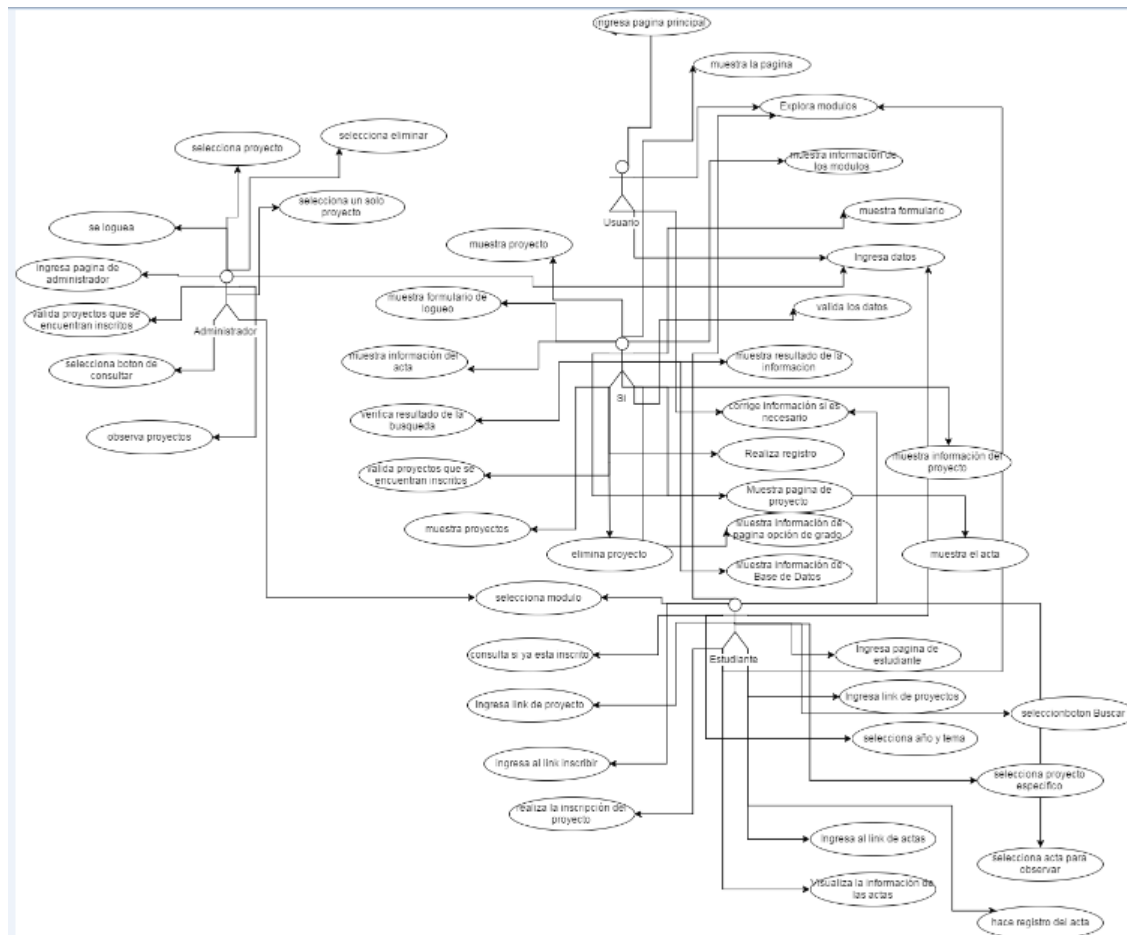 ingresa pagina principal
muestra la pagina
Explora modulos
selecciona eliminar
selecciona proyecto
muestra información de
los modulos
selecciona un solo
proyecto
muestra formulario
Usuario
se loguea
muestra proyecto
Ingresa datos
ingresa pagina de
administrador
muestra formulario de
logueo
valida los datos
valida proyectos que se
encuentran inscritos
Administrador
muestra información del
acta
muestra resultado de la
informacion
selecciona boton de
consultar
SI
corrige información si es
necesario
verifica resultado de la
busqueda
observa proyectos
Realiza registro
muestra información del
proyecto
valida proyectos que se
encuentran inscritos
Muestra pagina de
proyecto
muestra proyectos
Muestra información de
pagina opción de grado
elimina proyecto
muestra el acta
Muestra información de
Base de Datos
selecciona modulo
consulta si ya esta inscrito
Estudiante
Ingresa pagina de
estudiante
Ingresa link de proyecto
Ingresa link de proyectos
seleccionboton Buscar
selecciona año y tema
ingresa al link inscribir
selecciona proyecto
especifico
realiza la inscripción del
proyecto
Ingresa al link de actas
selecciona acta para
observar
Visualiza la información de
las actas
hace registro del acta